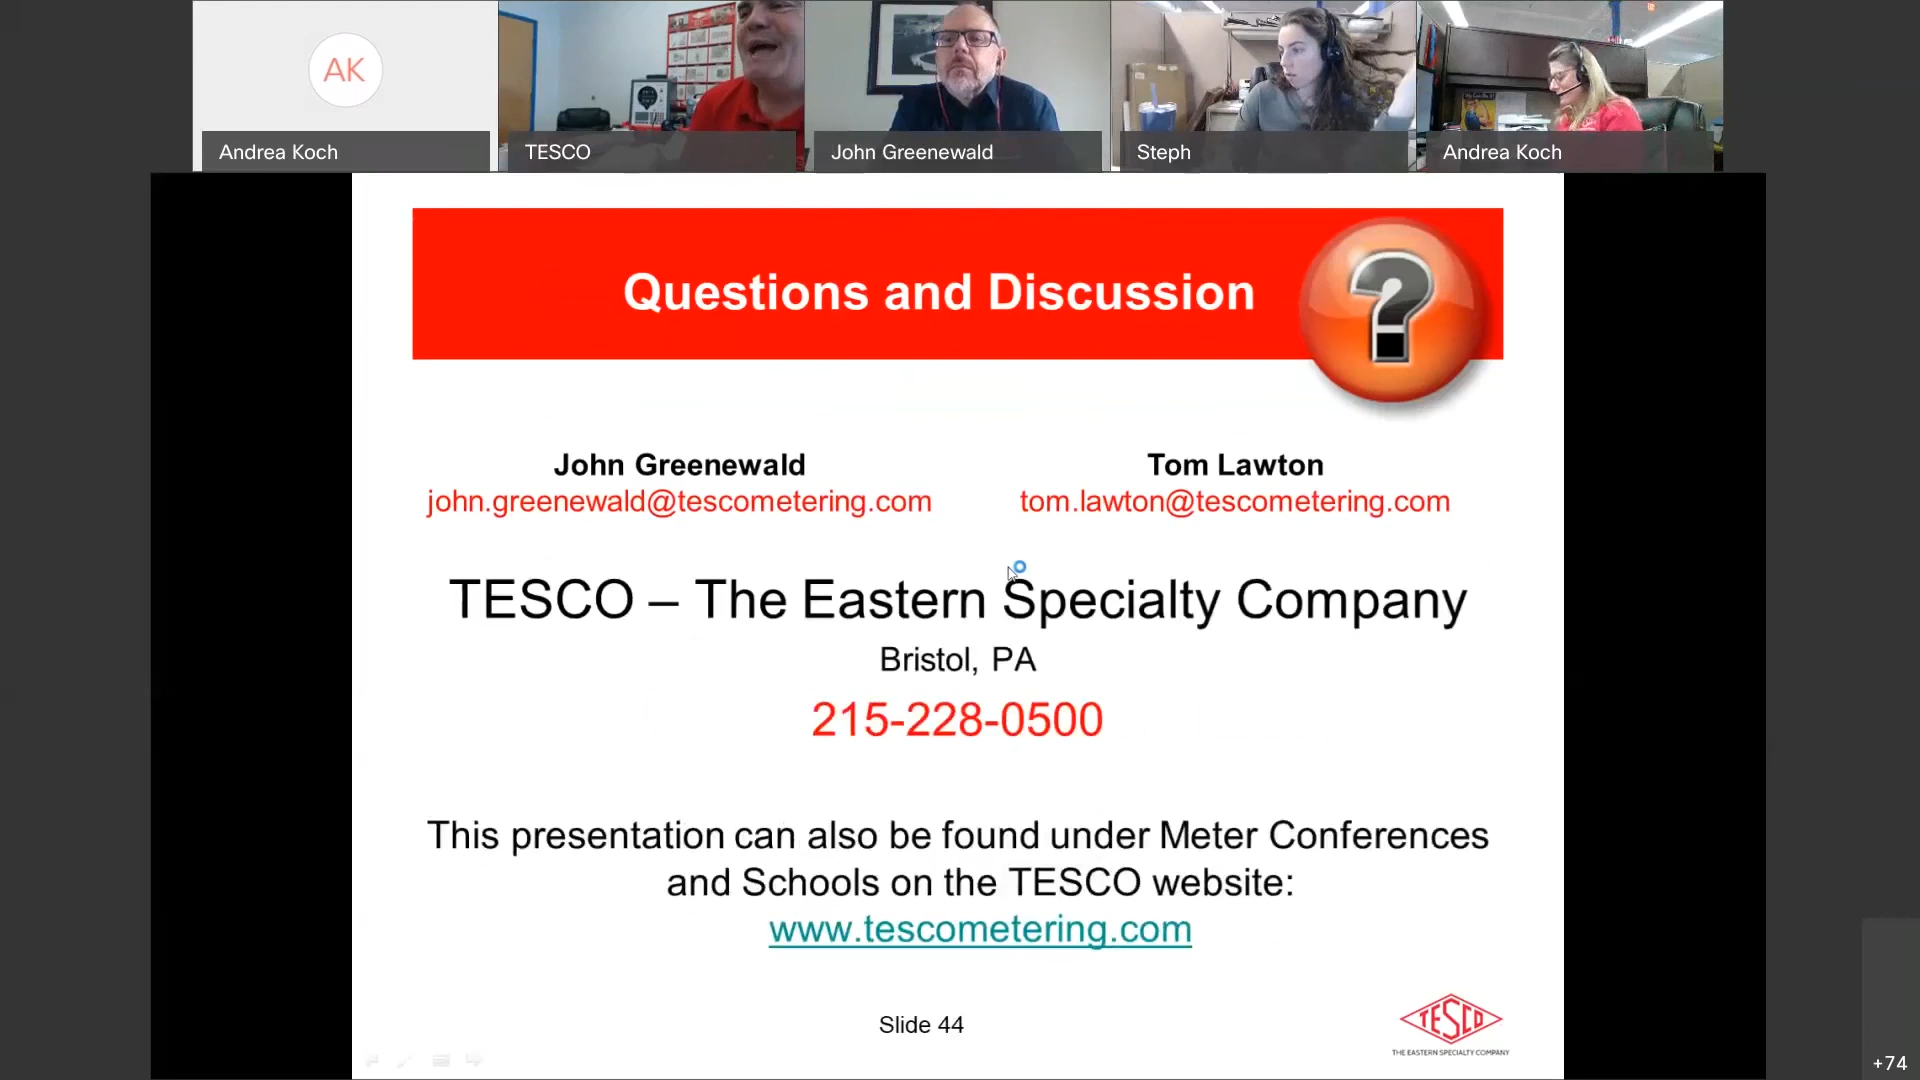 AK
Andrea Koch
TESCO
John Greenewald
Steph
Andrea Koch
Questions and Discussion
?
John Greenewald
Tom Lawton
john.greenewald@tescometering.com
tom.lawton@tescometering.com
TESCO – The Eastern Specialty Company
Bristol, PA
215-228-0500
This presentation can also be found under Meter Conferences
and Schools on the TESCO website:
www.tescometering.com
Slide 44
TESCO
THE EASTERN SPECIALTY COMPANY
+74